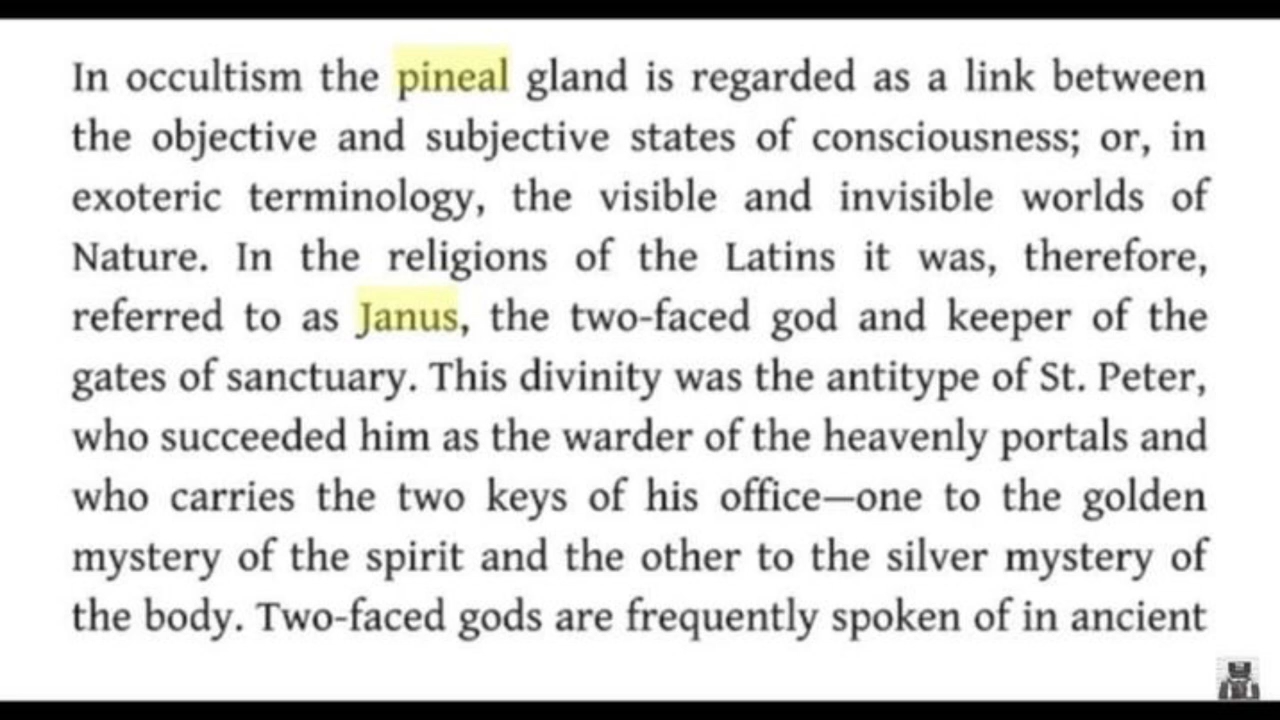 In occultism the pineal gland is regarded as a link between
the objective and subjective states of consciousness; or, in
exoteric terminology, the visible and invisible worlds of
Nature. In the religions of the Latins it was, therefore,
referred to as Janus, the two-faced god and keeper of the
gates of sanctuary. This divinity was the antitype of St. Peter,
who succeeded him as the warder of the heavenly portals and
who carries the two keys of his office—one to the golden
mystery of the spirit and the other to the silver mystery of
the body. Two-faced gods are frequently spoken of in ancient